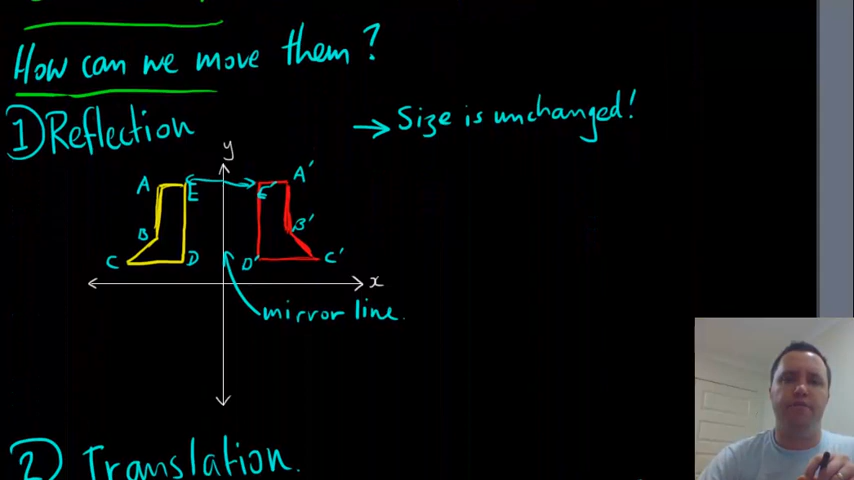 How can we move them?
1) Reflection
→ Size is unchanged!
y
A E E' A'
B B'
C D D' C'
x
mirror line.
2) Translation.